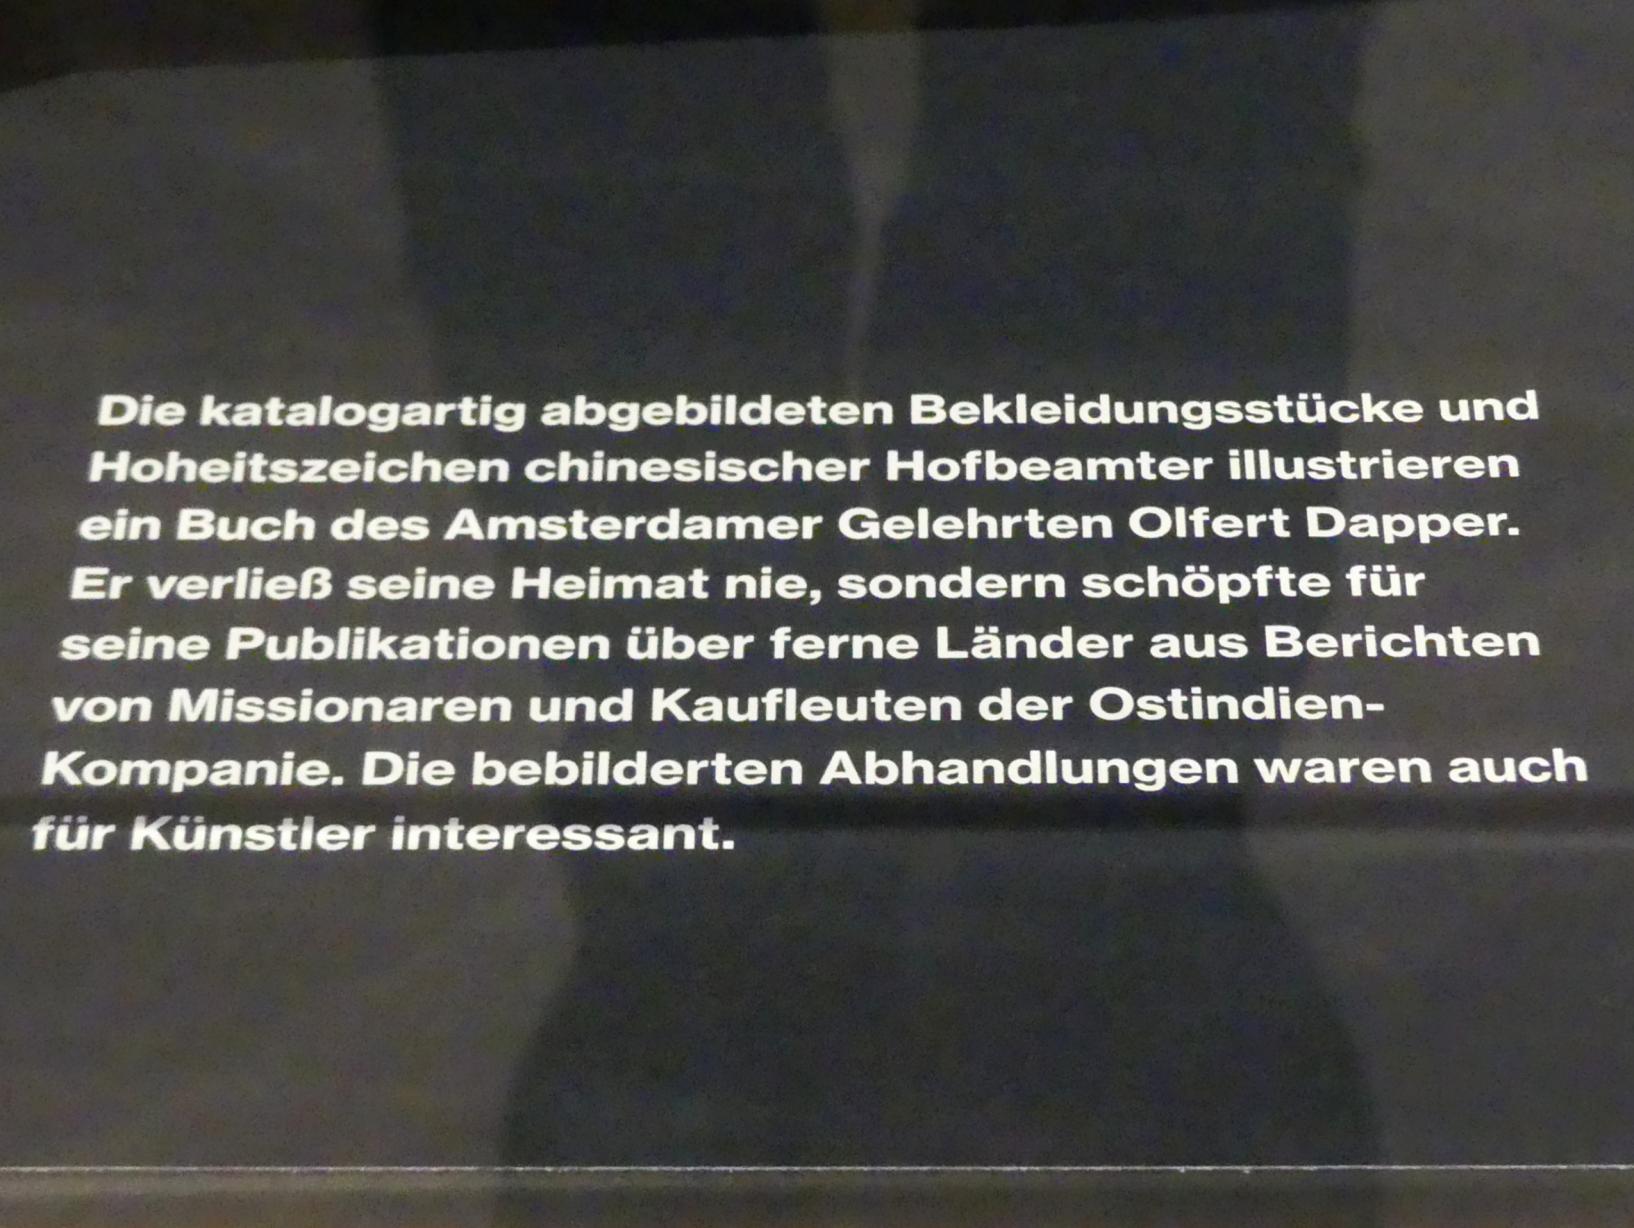 Die katalogartig abgebildeten Bekleidungsstücke und
Hoheitszeichen chinesischer Hofbeamter illustrieren
ein Buch des Amsterdamer Gelehrten Olfert Dapper.
Er verließ seine Heimat nie, sondern schöpfte für
seine Publikationen über ferne Länder aus Berichten
von Missionaren und Kaufleuten der Ostindien-
Kompanie. Die bebilderten Abhandlungen waren auch
für Künstler interessant.